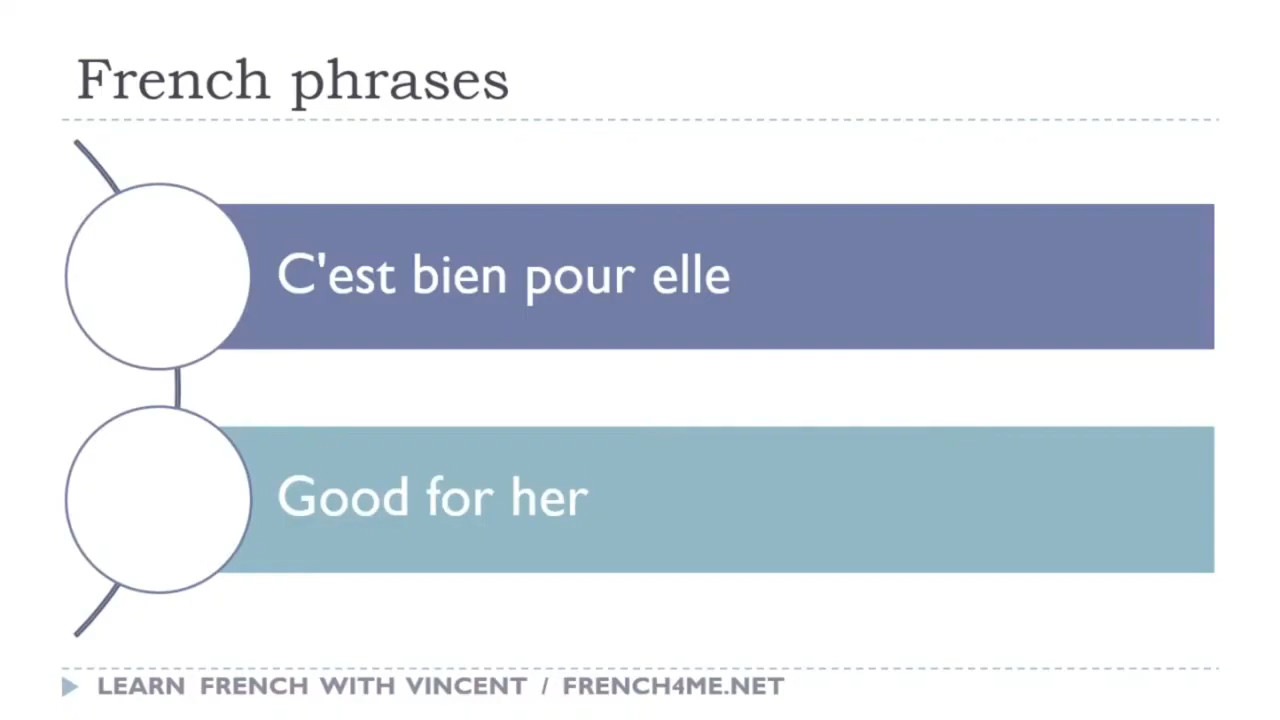 French phrases
C'est bien pour elle
Good for her
LEARN FRENCH WITH VINCENT / FRENCH4ME.NET